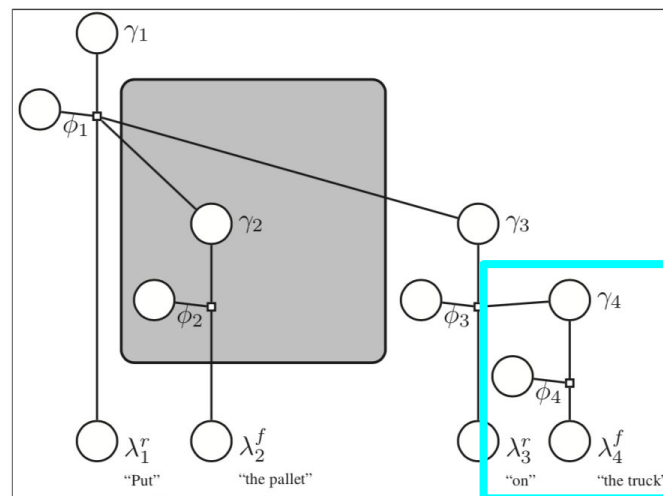 γ₁
φ₁
γ₂
γ₃
φ₂
φ₃
γ₄
φ₄
λ₁ʳ
λ₂ᶠ
λ₃ʳ
λ₄ᶠ
“Put”
“the pallet”
“on”
“the truck”